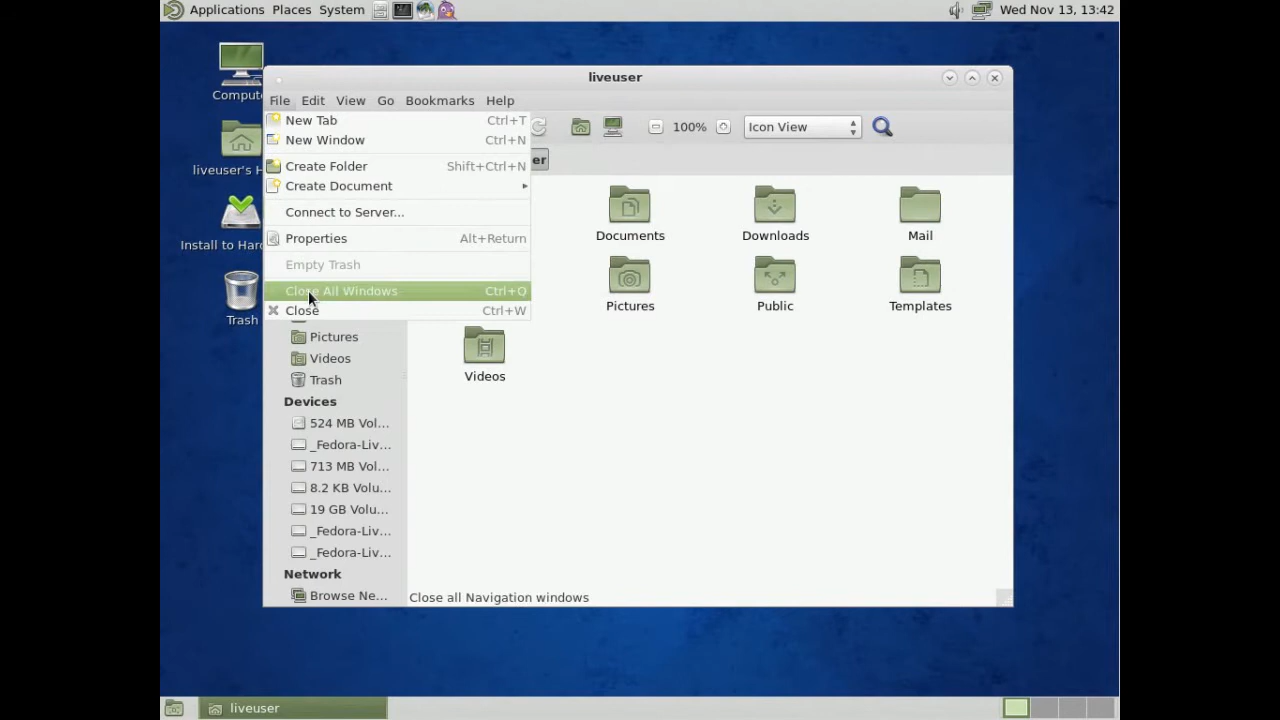 Applications Places System Wed Nov 13, 13:42
liveuser
File Edit View Go Bookmarks Help
100% Icon View
er
New Tab Ctrl+T
New Window Ctrl+N
Create Folder Shift+Ctrl+N
Create Document
Connect to Server...
Properties Alt+Return
Empty Trash
Close All Windows Ctrl+Q
Close Ctrl+W
Comput
liveuser's H
Install to Har
Trash
Documents Downloads Mail
Pictures Public Templates
Videos
Pictures
Videos
Trash
Devices
524 MB Vol...
_Fedora-Liv...
713 MB Vol...
8.2 KB Volu...
19 GB Volu...
_Fedora-Liv...
_Fedora-Liv...
Network
Browse Ne...
Close all Navigation windows
liveuser